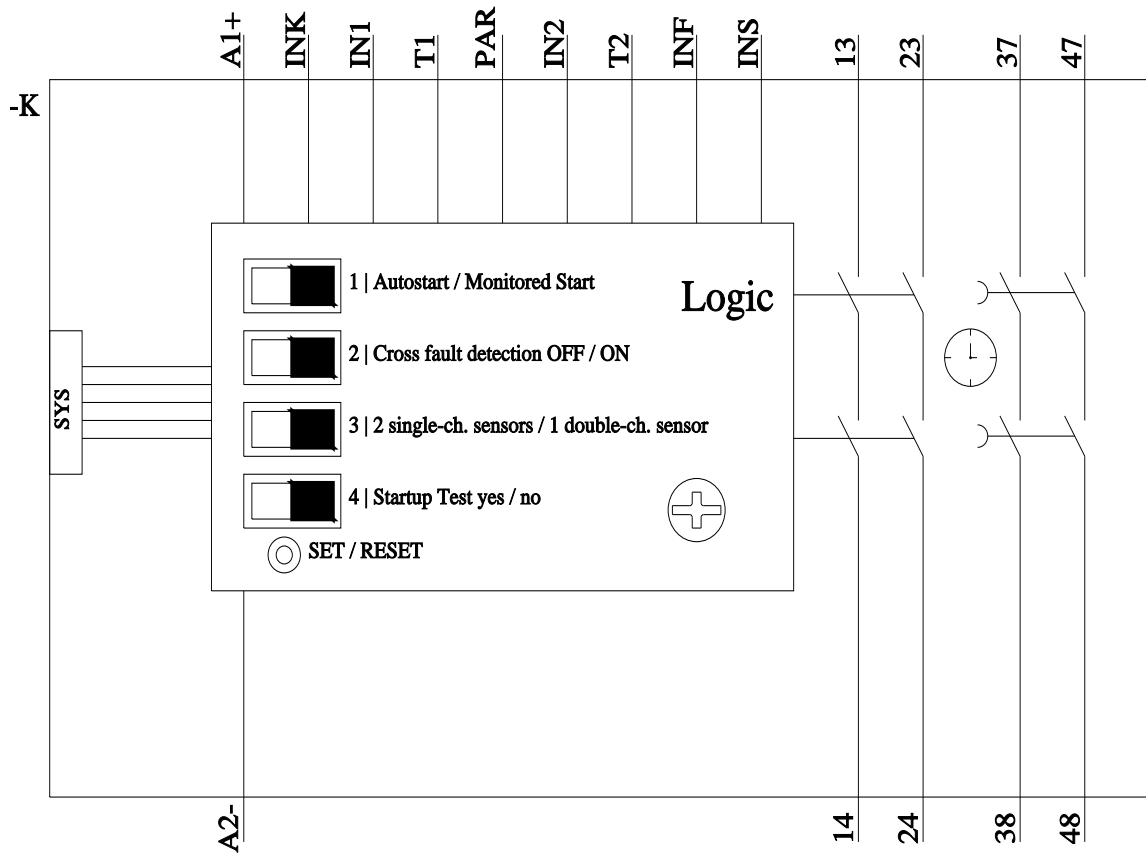 A1+
INK
IN1
T1
PAR
IN2
T2
INF
INS
13
23
37
47
-K
1 | Autostart / Monitored Start
Logic
2 | Cross fault detection OFF / ON
SYS
3 | 2 single-ch. sensors / 1 double-ch. sensor
4 | Startup Test yes / no
SET / RESET
A2-
14
24
38
48